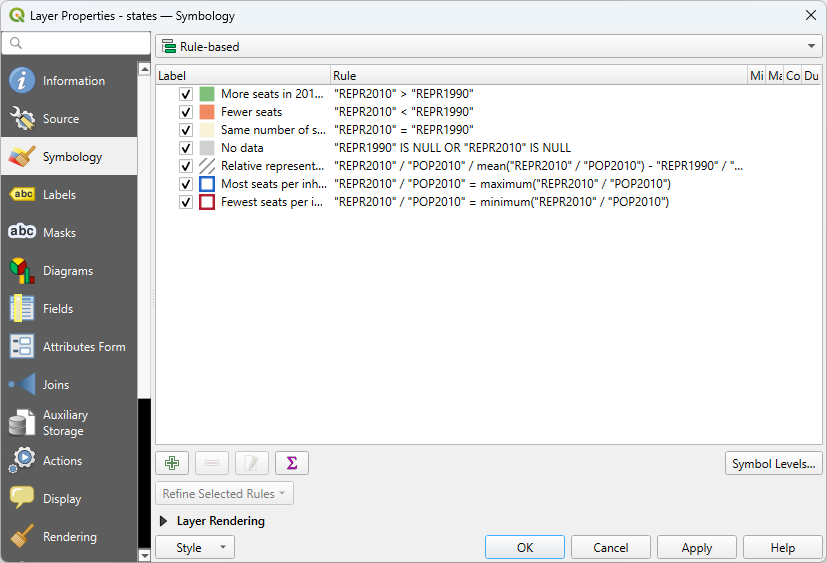 Layer Properties - states — Symbology
Rule-based
Information
Source
Symbology
abc Labels
abc Masks
Diagrams
Fields
Attributes Form
Joins
Auxiliary
Storage
Actions
Display
Rendering
Label Rule Mi Ma Co Du
More seats in 201... "REPR2010" > "REPR1990"
Fewer seats "REPR2010" < "REPR1990"
Same number of s... "REPR2010" = "REPR1990"
No data "REPR1990" IS NULL OR "REPR2010" IS NULL
Relative represent... "REPR2010" / "POP2010" / mean("REPR2010" / "POP2010") - "REPR1990" / "...
Most seats per inh... "REPR2010" / "POP2010" = maximum("REPR2010" / "POP2010")
Fewest seats per i... "REPR2010" / "POP2010" = minimum("REPR2010" / "POP2010")
Σ
Symbol Levels...
Refine Selected Rules
Layer Rendering
Style OK Cancel Apply Help